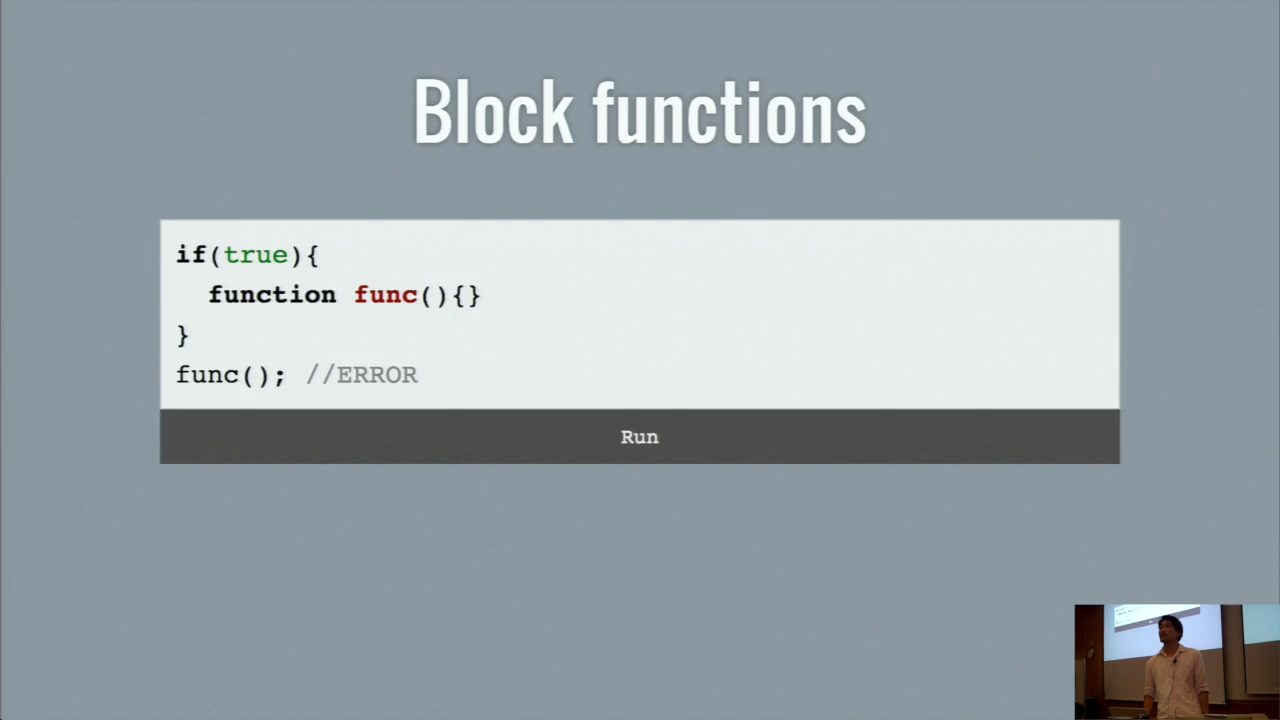 Block functions
if(true){
  function func(){}
}
func(); //ERROR
Run